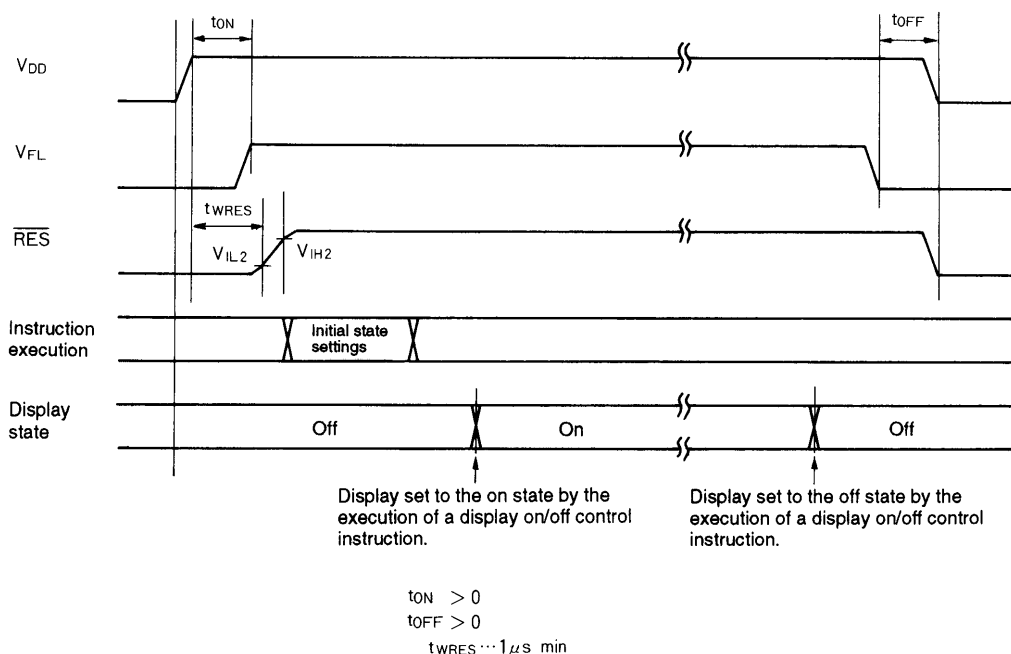 tON
tOFF
VDD
VFL
tWRES
RES
VIL2
VIH2
Instruction
execution
Initial state
settings
Display
state
Off
On
Off
Display set to the on state by the
execution of a display on/off control
instruction.
Display set to the off state by the
execution of a display on/off control
instruction.
tON > 0
tOFF > 0
tWRES ··· 1μs min